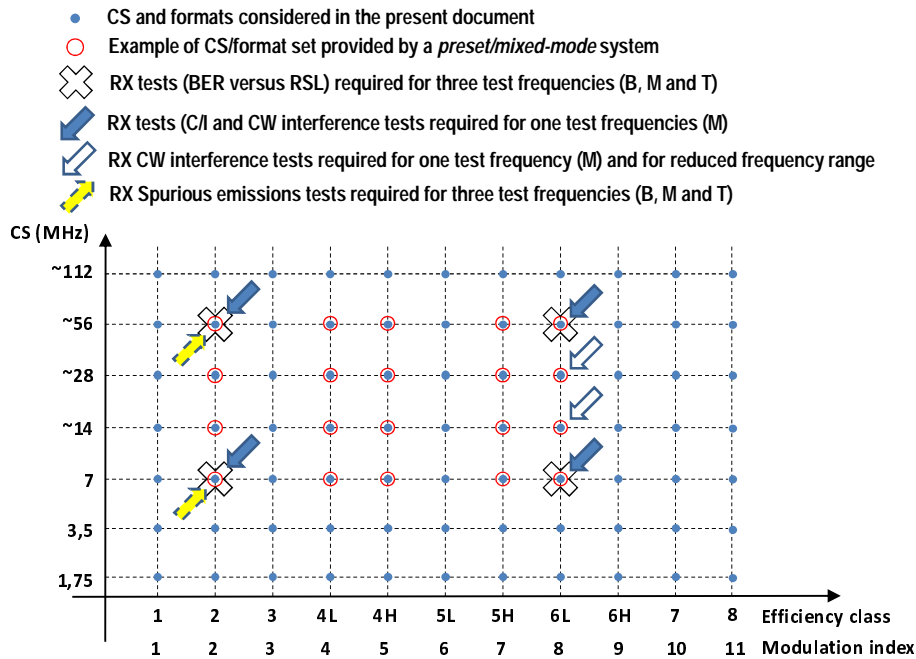 CS and formats considered in the present document
Example of CS/format set provided by a preset/mixed-mode system
RX tests (BER versus RSL) required for three test frequencies (B, M and T)
RX tests (C/I and CW interference tests required for one test frequencies (M)
RX CW interference tests required for one test frequency (M) and for reduced frequency range
RX Spurious emissions tests required for three test frequencies (B, M and T)
CS (MHz)
~112
~56
~28
~14
7
3,5
1,75
1 2 3 4L 4H 5L 5H 6L 6H 7 8 Efficiency class
1 2 3 4 5 6 7 8 9 10 11 Modulation index